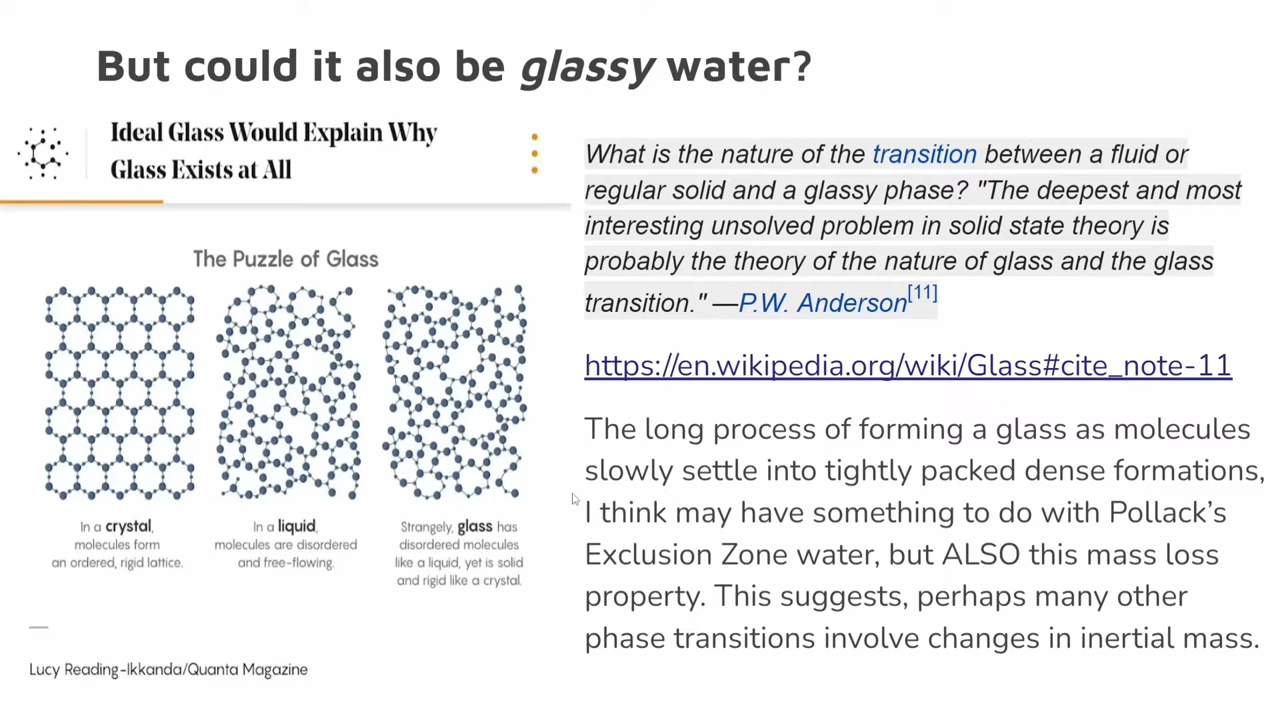 But could it also be glassy water?
Ideal Glass Would Explain Why
Glass Exists at All
The Puzzle of Glass
In a crystal,
molecules form
an ordered, rigid lattice.
In a liquid,
molecules are disordered
and free-flowing.
Strangely, glass has
disordered molecules
like a liquid, yet is solid
and rigid like a crystal.
Lucy Reading-Ikkanda/Quanta Magazine
What is the nature of the transition between a fluid or
regular solid and a glassy phase? "The deepest and most
interesting unsolved problem in solid state theory is
probably the theory of the nature of glass and the glass
transition." —P.W. Anderson[11]
https://en.wikipedia.org/wiki/Glass#cite_note-11
The long process of forming a glass as molecules
slowly settle into tightly packed dense formations,
I think may have something to do with Pollack’s
Exclusion Zone water, but ALSO this mass loss
property. This suggests, perhaps many other
phase transitions involve changes in inertial mass.